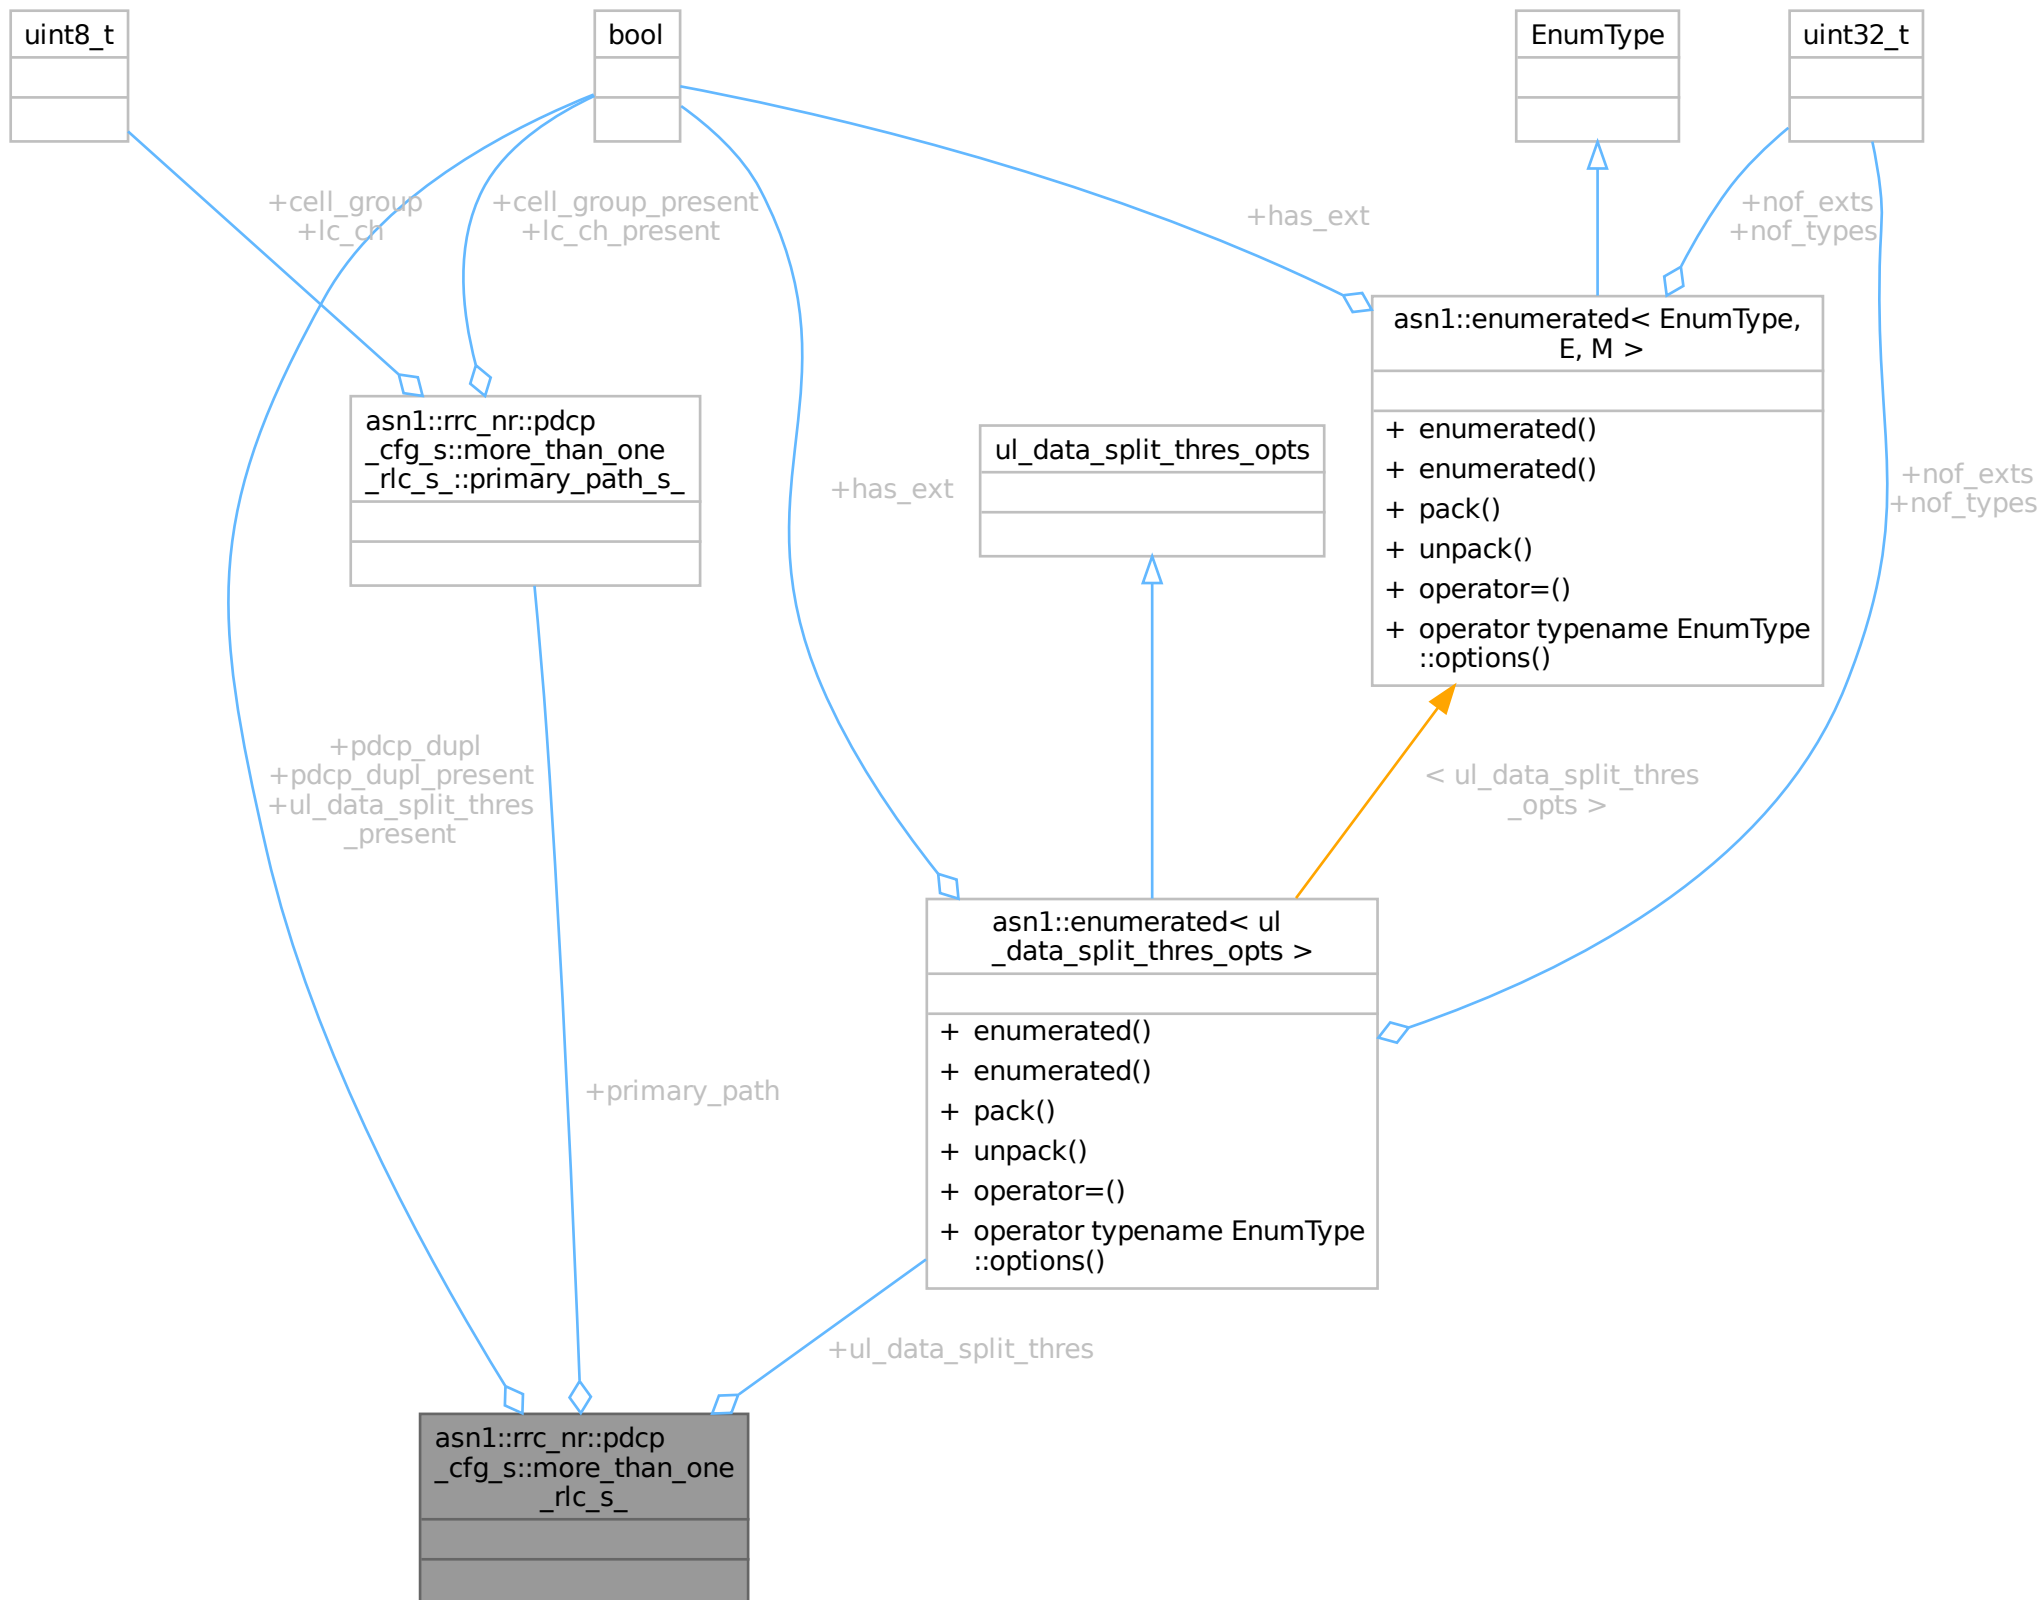 uint8_t
bool
EnumType
uint32_t
+cell_group
+lc_ch
+cell_group_present
+lc_ch_present
+has_ext
+nof_exts
+nof_types
asn1::enumerated< EnumType,
E, M >
+ enumerated()
+ enumerated()
+ pack()
+ unpack()
+ operator=()
+ operator typename EnumType
::options()
asn1::rrc_nr::pdcp
_cfg_s::more_than_one
_rlc_s_::primary_path_s_
ul_data_split_thres_opts
+has_ext
+nof_exts
+nof_types
+pdcp_dupl
+pdcp_dupl_present
+ul_data_split_thres
_present
< ul_data_split_thres
_opts >
asn1::enumerated< ul
_data_split_thres_opts >
+ enumerated()
+ enumerated()
+ pack()
+ unpack()
+ operator=()
+ operator typename EnumType
::options()
+primary_path
+ul_data_split_thres
asn1::rrc_nr::pdcp
_cfg_s::more_than_one
_rlc_s_